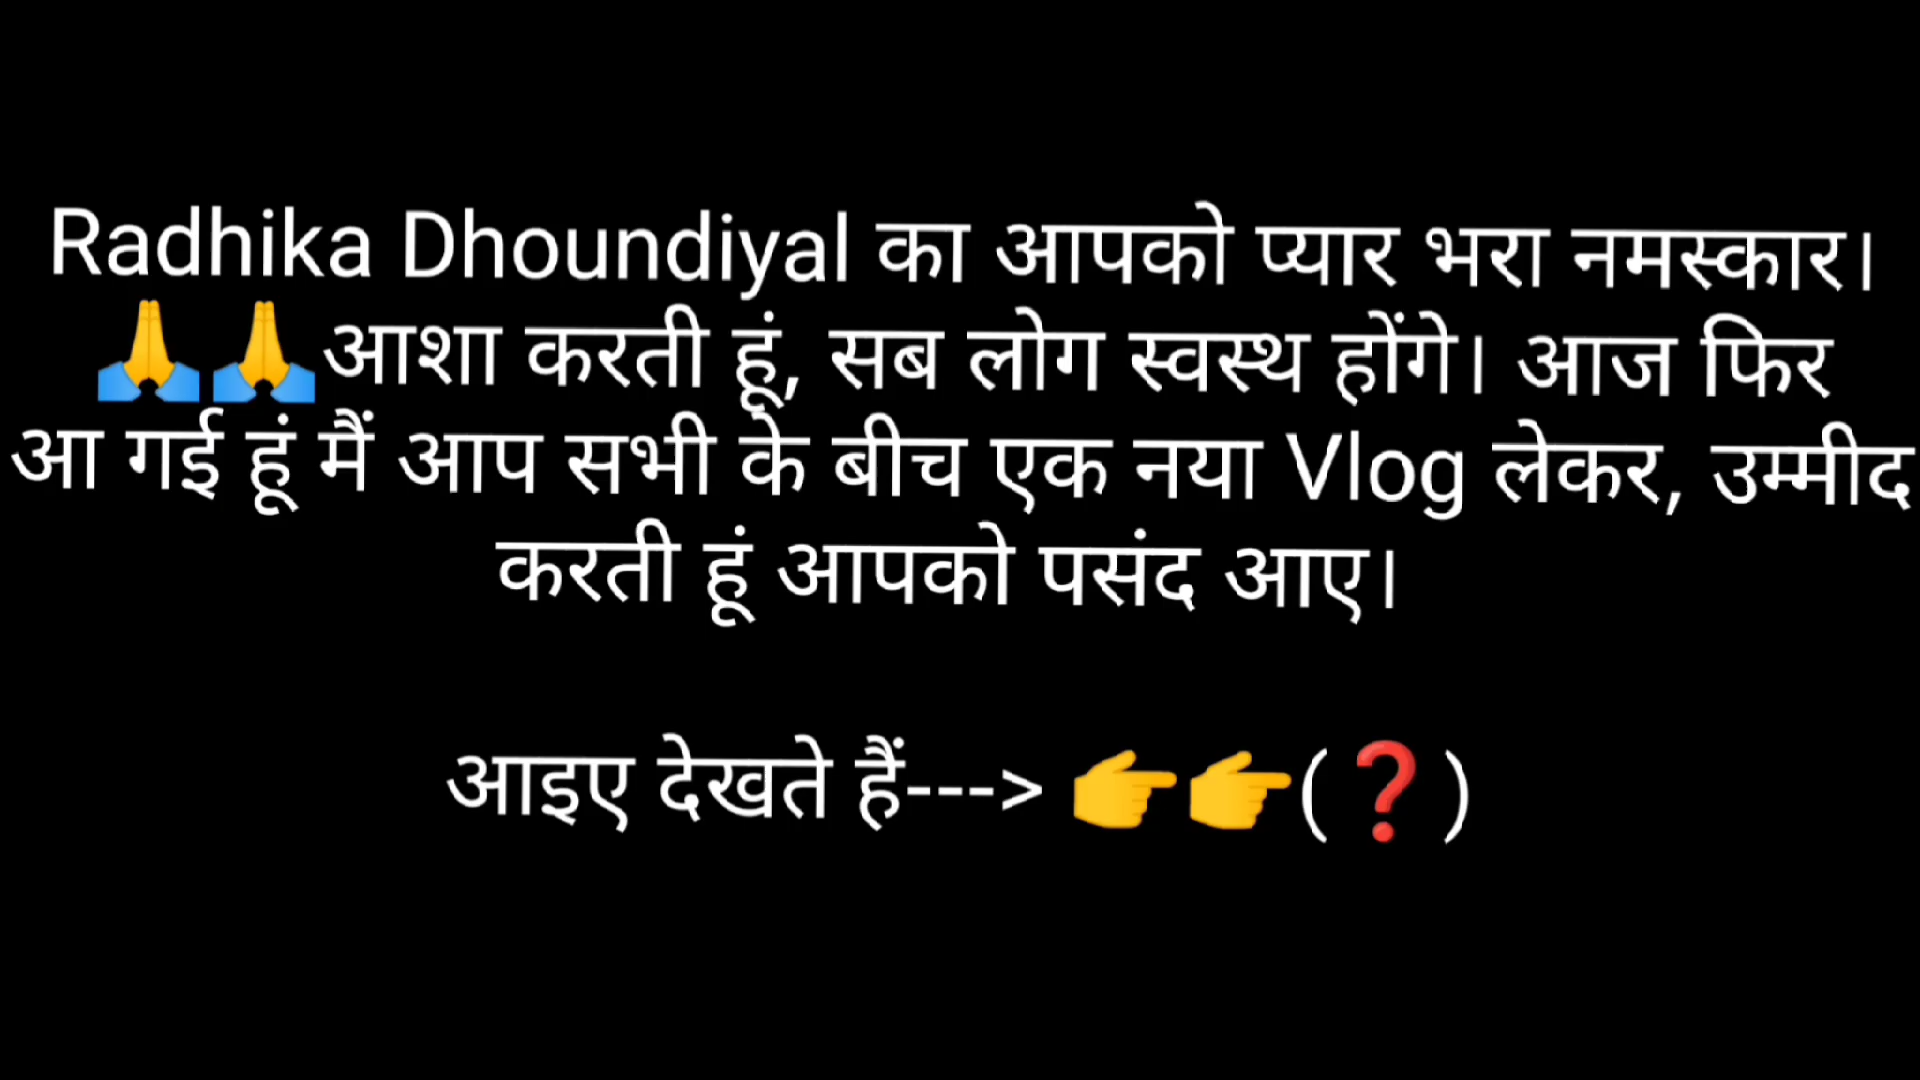 Radhika Dhoundiyal का आपको प्यार भरा नमस्कार।
🙏🙏आशा करती हूं, सब लोग स्वस्थ होंगे। आज फिर
आ गई हूं मैं आप सभी के बीच एक नया Vlog लेकर, उम्मीद
करती हूं आपको पसंद आए।
आइए देखते हैं---> 👉👉(❓)